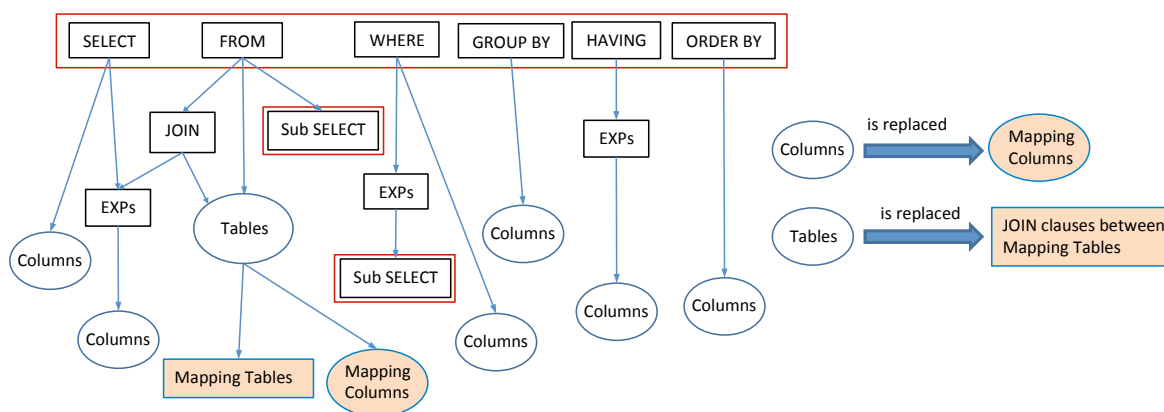 SELECT
FROM
WHERE
GROUP BY
HAVING
ORDER BY
JOIN
Sub SELECT
EXPs
is replaced
Columns
Mapping
Columns
EXPs
EXPs
Tables
Columns
Columns
Sub SELECT
is replaced
Tables
JOIN clauses between
Mapping Tables
Columns
Columns
Columns
Columns
Mapping Tables
Mapping
Columns